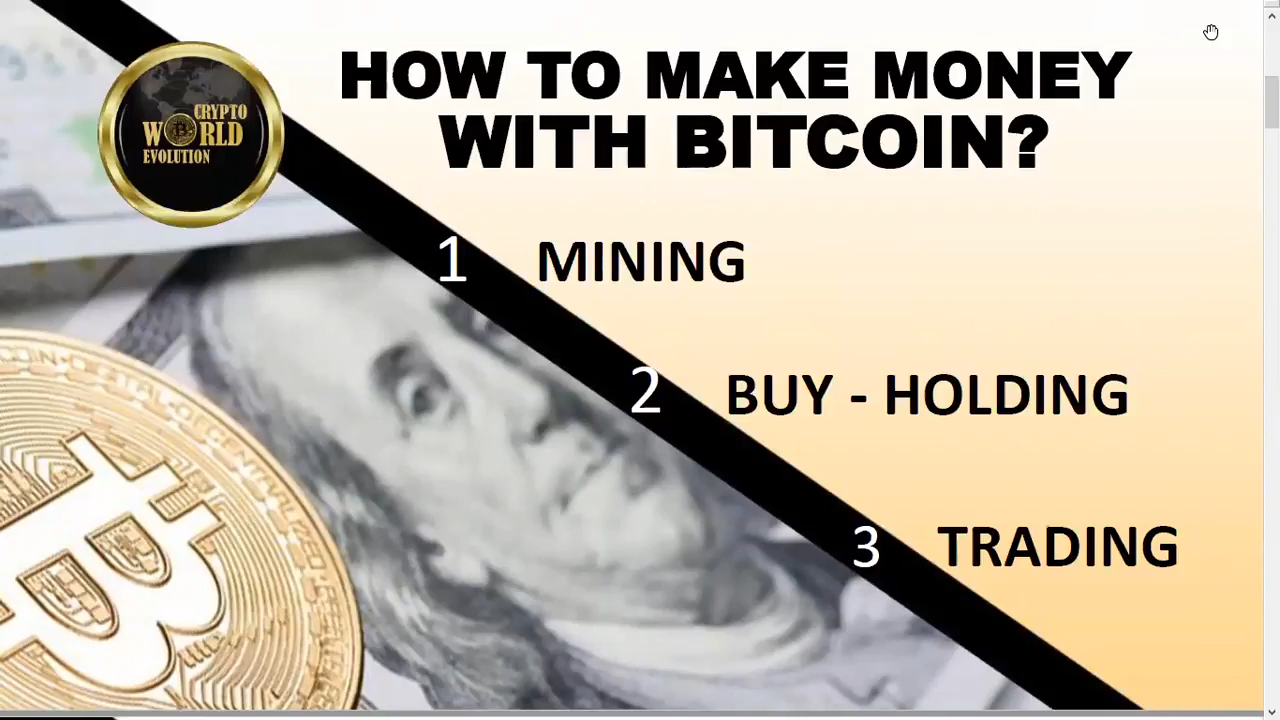 HOW TO MAKE MONEY
WITH BITCOIN?
CRYPTO
WORLD
EVOLUTION
1 MINING
2 BUY - HOLDING
3 TRADING